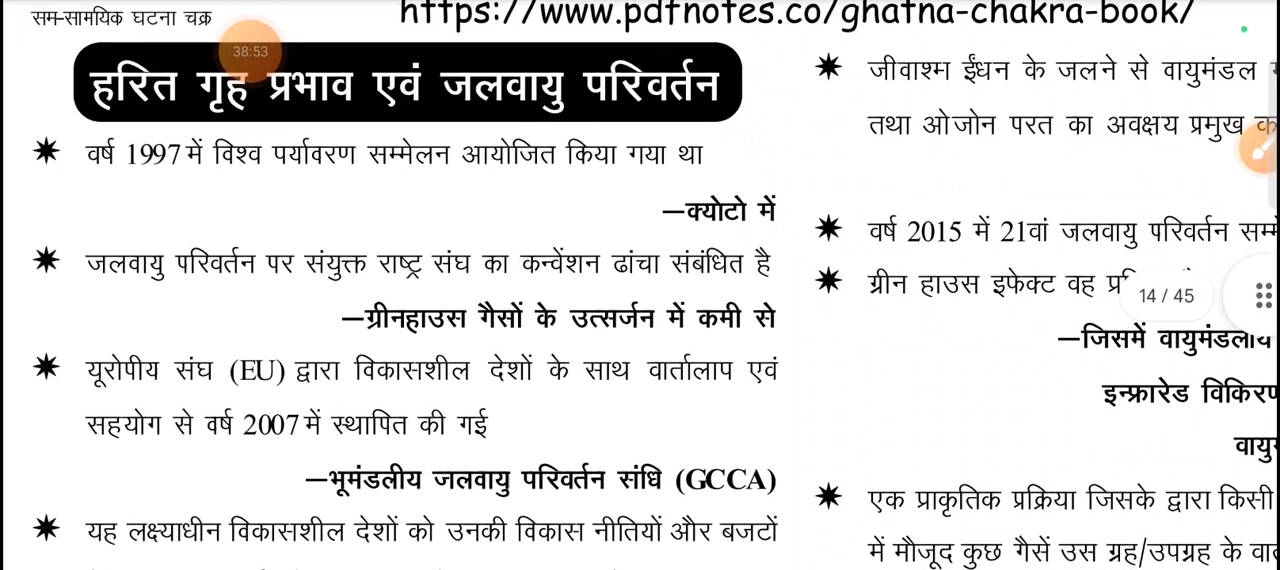 सम-सामयिक घटना चक्र
https://www.pdfnotes.co/ghatna-chakra-book/
38:53
हरित गृह प्रभाव एवं जलवायु परिवर्तन
✷ वर्ष 1997 में विश्व पर्यावरण सम्मेलन आयोजित किया गया था
—क्योटो में
✷ जलवायु परिवर्तन पर संयुक्त राष्ट्र संघ का कन्वेंशन ढांचा संबंधित है
—ग्रीनहाउस गैसों के उत्सर्जन में कमी से
✷ यूरोपीय संघ (EU) द्वारा विकासशील देशों के साथ वार्तालाप एवं
सहयोग से वर्ष 2007 में स्थापित की गई
—भूमंडलीय जलवायु परिवर्तन संधि (GCCA)
✷ यह लक्ष्याधीन विकासशील देशों को उनकी विकास नीतियों और बजटों
✷ जीवाश्म ईंधन के जलने से वायुमंडल
तथा ओजोन परत का अवक्षय प्रमुख
✷ वर्ष 2015 में 21वां जलवायु परिवर्तन
✷ ग्रीन हाउस इफेक्ट वह
14 / 45
—जिसमें
इन्फ्रारेड
✷ एक प्राकृतिक प्रक्रिया जिसके द्वारा किसी
में मौजूद कुछ गैसें उस ग्रह/उपग्रह के